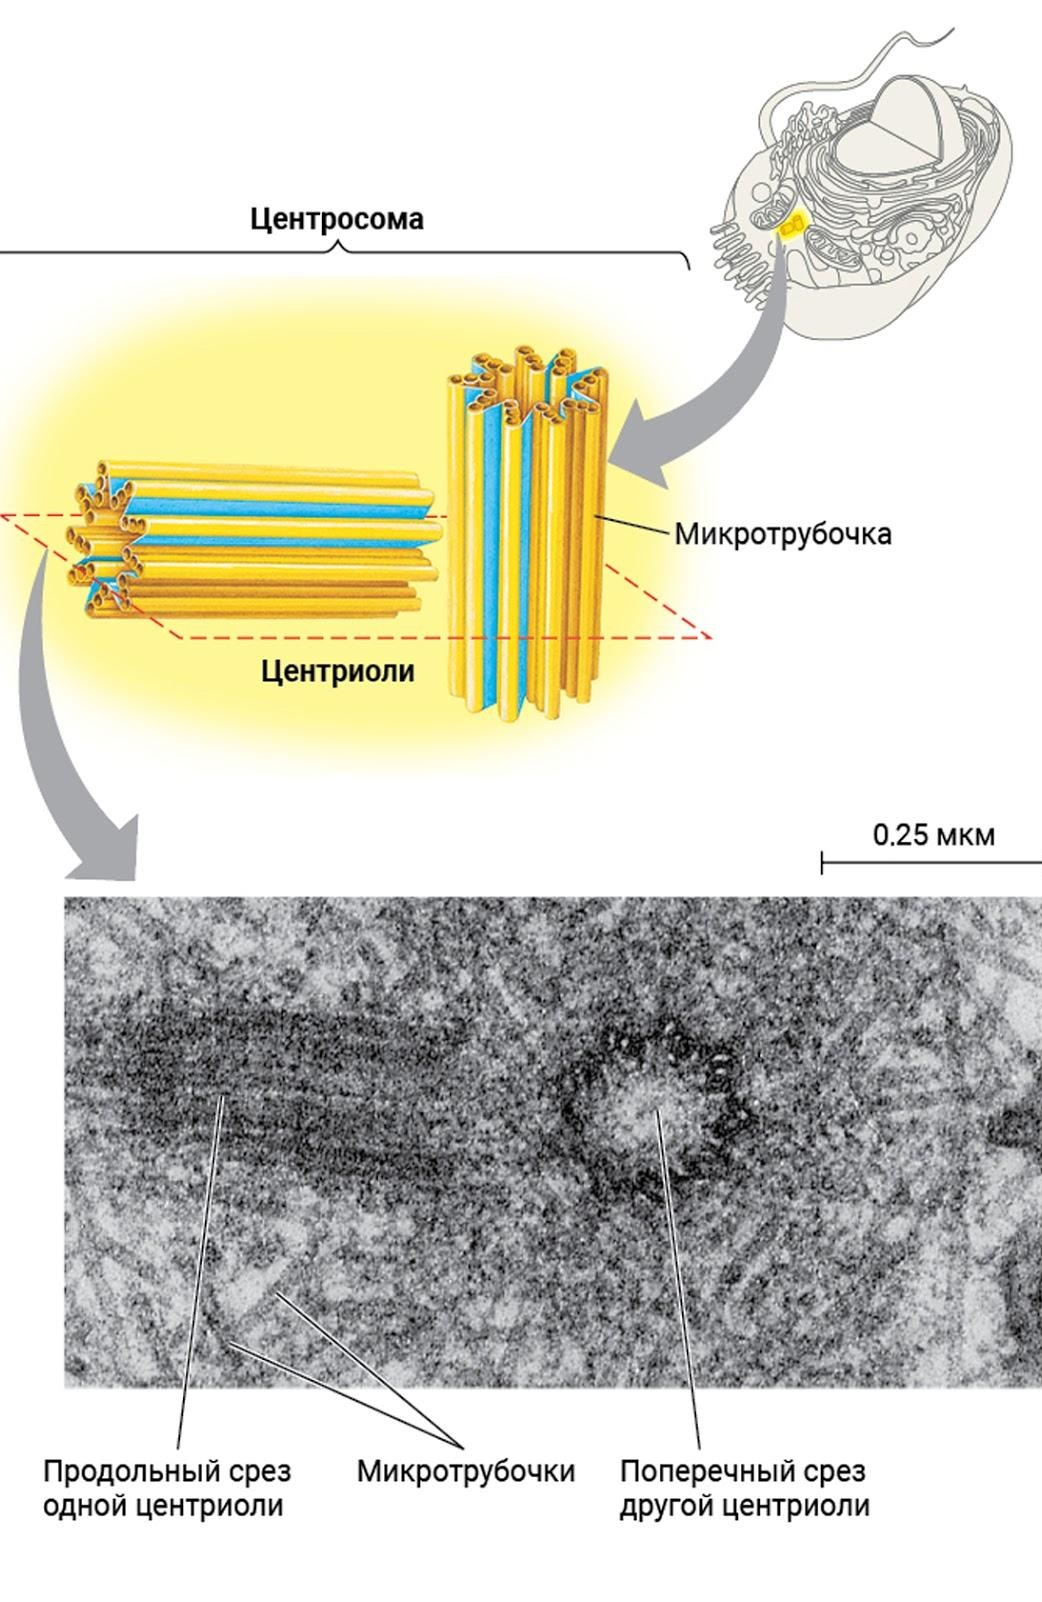 Центросома
Микротрубочка
Центриоли
0.25 мкм
Продольный срез
одной центриоли
Микротрубочки
Поперечный срез
другой центриоли